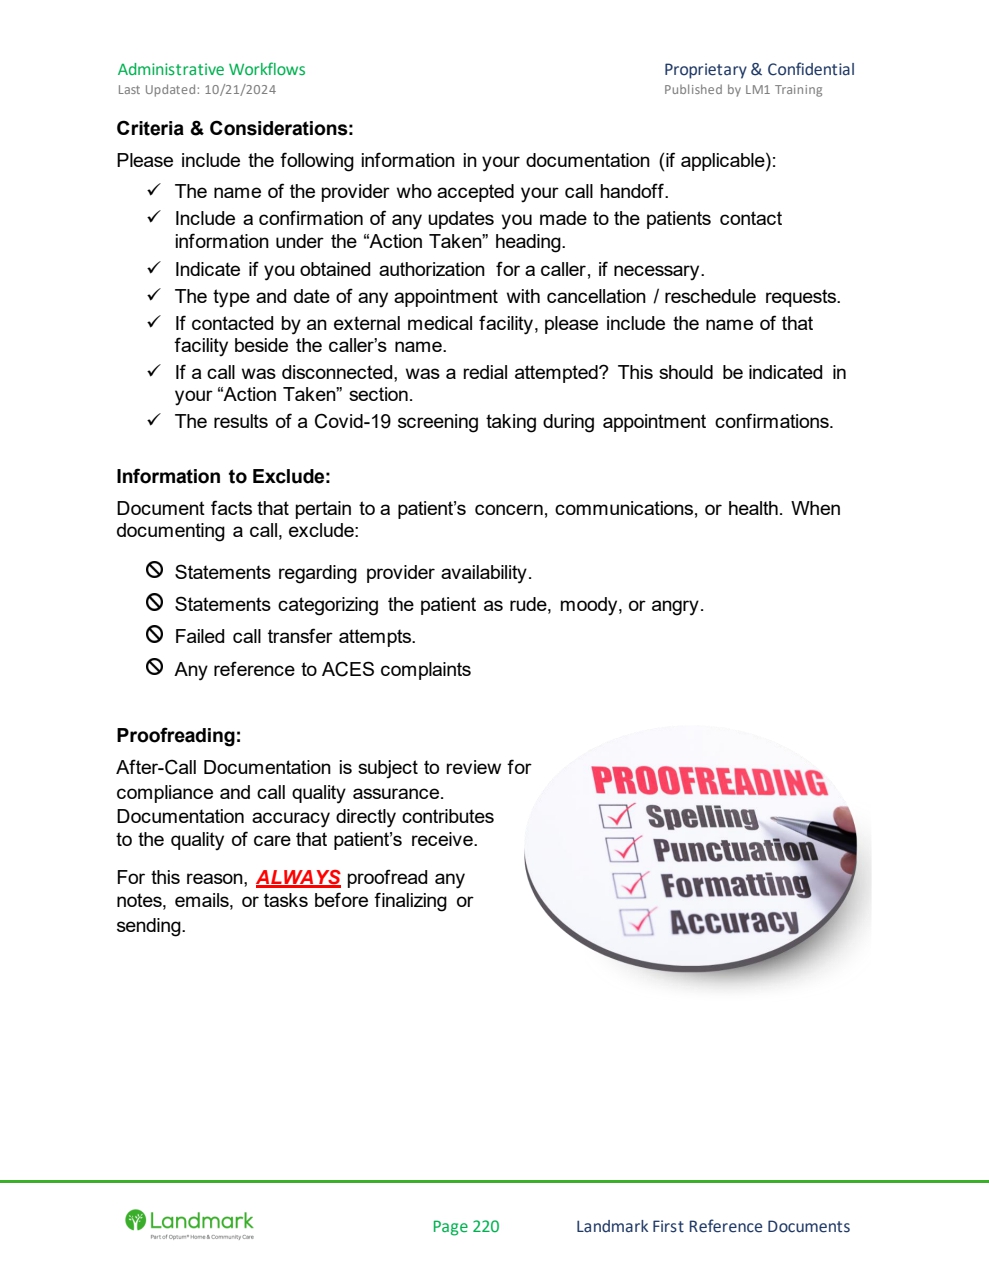 Administrative Workflows
Proprietary & Confidential
Last Updated: 10/21/2024
Published by LM1 Training
Criteria & Considerations:
Please include the following information in your documentation (if applicable):
✓ The name of the provider who accepted your call handoff.
✓ Include a confirmation of any updates you made to the patients contact
information under the “Action Taken” heading.
✓ Indicate if you obtained authorization for a caller, if necessary.
✓ The type and date of any appointment with cancellation / reschedule requests.
✓ If contacted by an external medical facility, please include the name of that
facility beside the caller’s name.
✓ If a call was disconnected, was a redial attempted? This should be indicated in
your “Action Taken” section.
✓ The results of a Covid-19 screening taking during appointment confirmations.
Information to Exclude:
Document facts that pertain to a patient’s concern, communications, or health. When
documenting a call, exclude:
Statements regarding provider availability.
Statements categorizing the patient as rude, moody, or angry.
Failed call transfer attempts.
Any reference to ACES complaints
Proofreading:
After-Call Documentation is subject to review for
compliance and call quality assurance.
Documentation accuracy directly contributes
to the quality of care that patient’s receive.
For this reason, ALWAYS proofread any
notes, emails, or tasks before finalizing or
sending.
PROOFREADING
Spelling
Punctuation
Formatting
Accuracy
Landmark
Part of Optum® Home & Community Care
Page 220
Landmark First Reference Documents